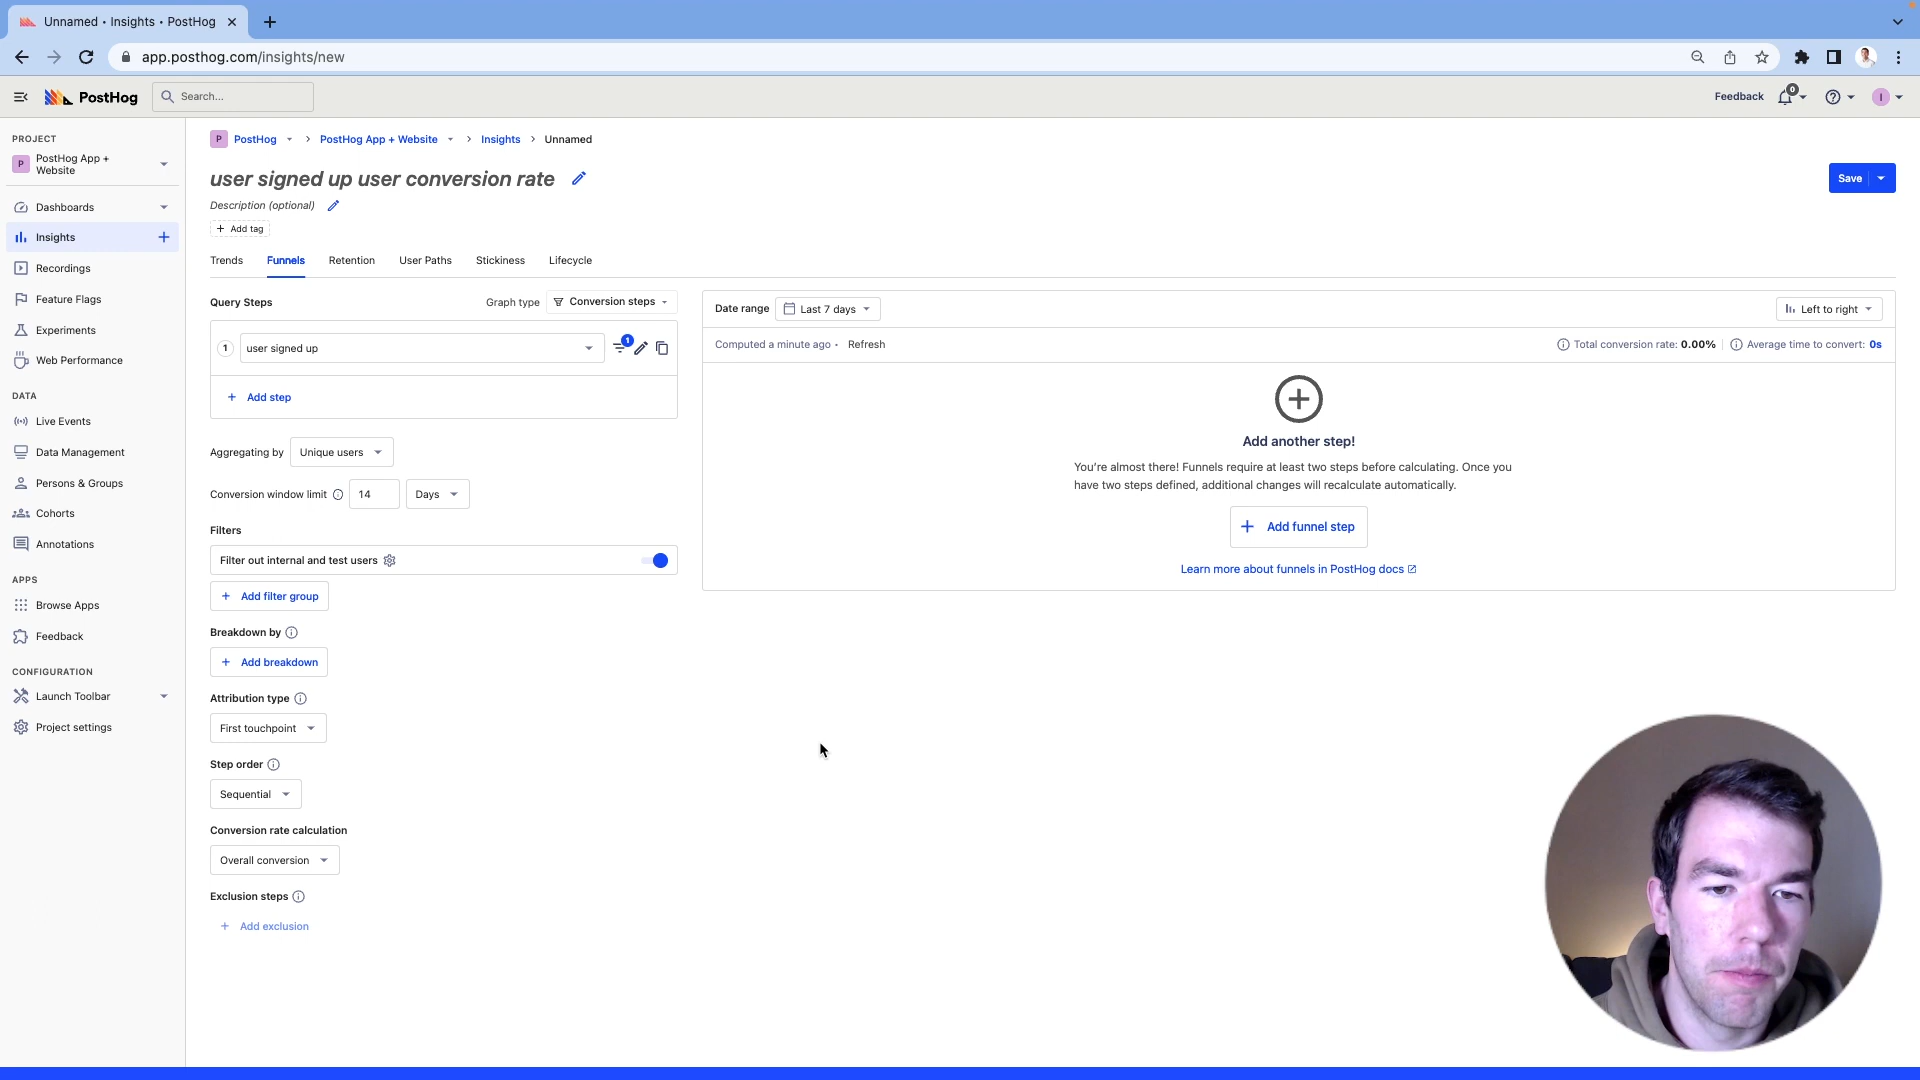 Unnamed • Insights • PostHog
app.posthog.com/insights/new
PostHog
Search...
Feedback
0
I
PROJECT
P
PostHog App +
Website
Dashboards
Insights
Recordings
Feature Flags
Experiments
Web Performance
DATA
Live Events
Data Management
Persons & Groups
Cohorts
Annotations
APPS
Browse Apps
Feedback
CONFIGURATION
Launch Toolbar
Project settings
P PostHog > PostHog App + Website > Insights > Unnamed
user signed up user conversion rate
Save
Description (optional)
+ Add tag
Trends Funnels Retention User Paths Stickiness Lifecycle
Query Steps
Graph type Conversion steps
1 user signed up
1
+ Add step
Aggregating by Unique users
Conversion window limit 14 Days
Filters
Filter out internal and test users
+ Add filter group
Breakdown by
+ Add breakdown
Attribution type
First touchpoint
Step order
Sequential
Conversion rate calculation
Overall conversion
Exclusion steps
+ Add exclusion
Date range Last 7 days
Left to right
Computed a minute ago • Refresh
Total conversion rate: 0.00%
Average time to convert: 0s
Add another step!
You're almost there! Funnels require at least two steps before calculating. Once you
have two steps defined, additional changes will recalculate automatically.
+ Add funnel step
Learn more about funnels in PostHog docs